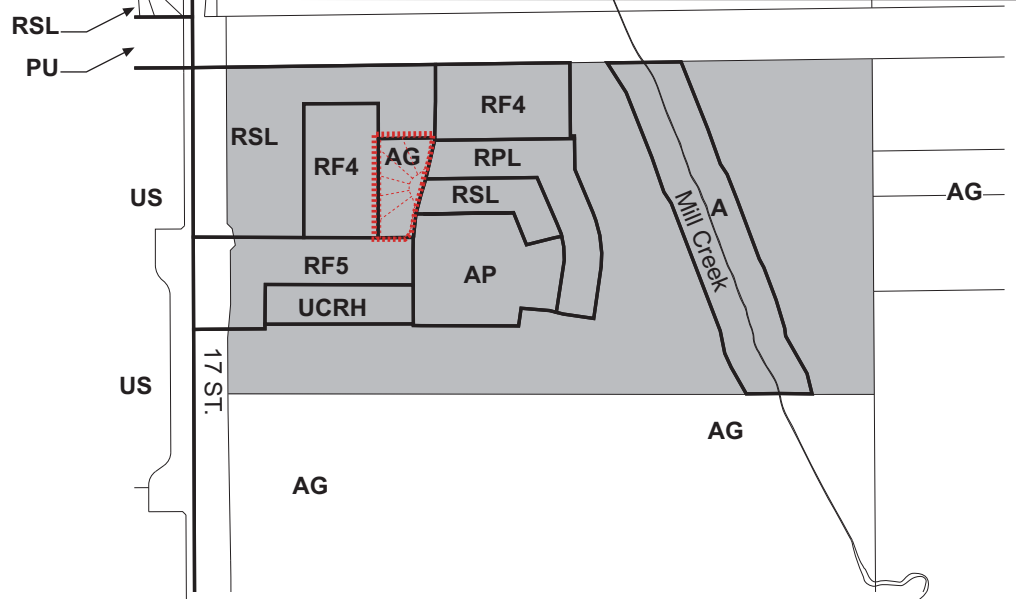 RSL
PU
RF4
RSL
RF4
AG
RPL
US
RSL
A
AG
Mill Creek
RF5
AP
UCRH
US
17 ST.
AG
AG